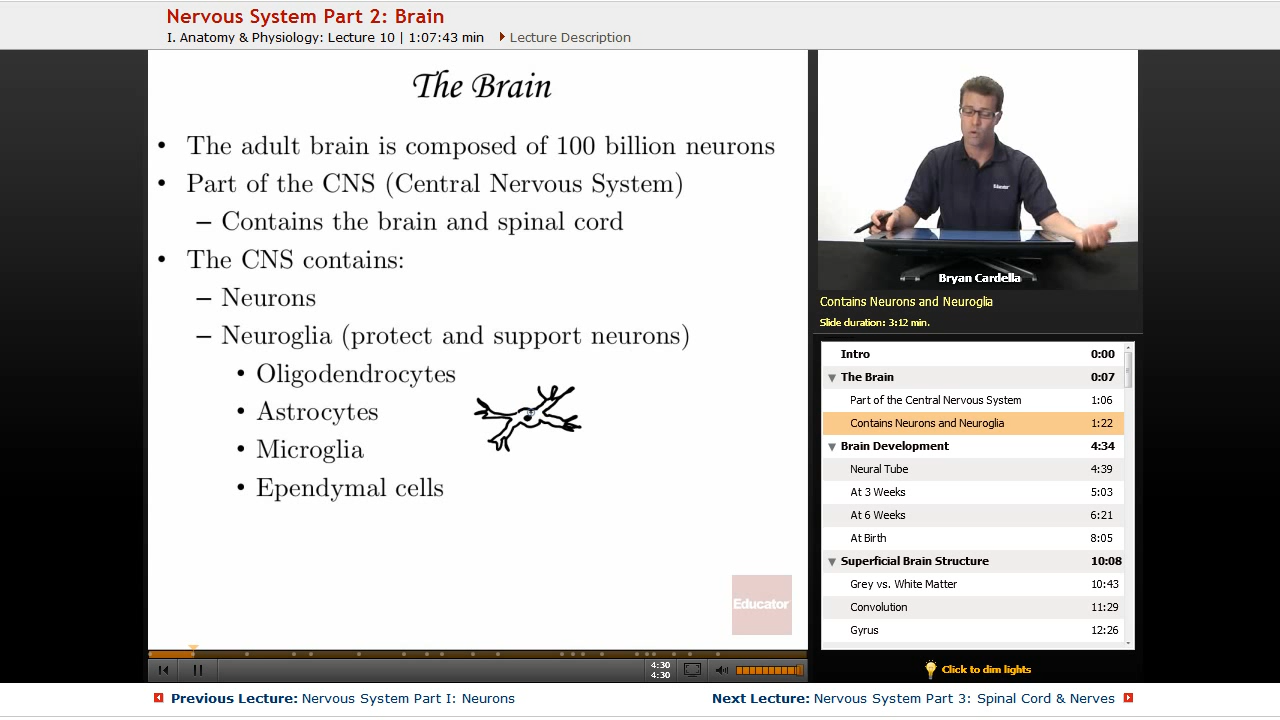 Nervous System Part 2: Brain
I. Anatomy & Physiology: Lecture 10 | 1:07:43 min
Lecture Description
The Brain
• The adult brain is composed of 100 billion neurons
• Part of the CNS (Central Nervous System)
– Contains the brain and spinal cord
• The CNS contains:
– Neurons
– Neuroglia (protect and support neurons)
• Oligodendrocytes
• Astrocytes
• Microglia
• Ependymal cells
Educator
4:30
4:30
Educator
Bryan Cardella
Contains Neurons and Neuroglia
Slide duration: 3:12 min.
Intro 0:00
The Brain 0:07
Part of the Central Nervous System 1:06
Contains Neurons and Neuroglia 1:22
Brain Development 4:34
Neural Tube 4:39
At 3 Weeks 5:03
At 6 Weeks 6:21
At Birth 8:05
Superficial Brain Structure 10:08
Grey vs. White Matter 10:43
Convolution 11:29
Gyrus 12:26
Click to dim lights
Previous Lecture: Nervous System Part I: Neurons
Next Lecture: Nervous System Part 3: Spinal Cord & Nerves